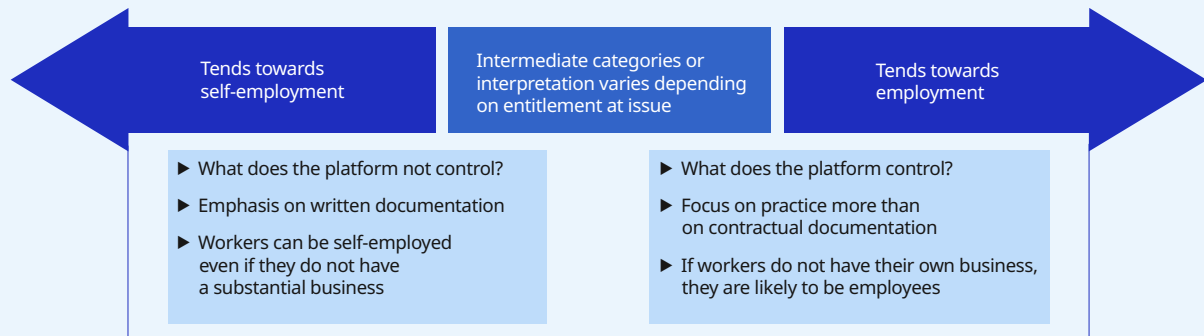 Tends towards
self-employment
Intermediate categories or
interpretation varies depending
on entitlement at issue
Tends towards
employment
▶ What does the platform not control?
▶ Emphasis on written documentation
▶ Workers can be self-employed
even if they do not have
a substantial business
▶ What does the platform control?
▶ Focus on practice more than
on contractual documentation
▶ If workers do not have their own business,
they are likely to be employees